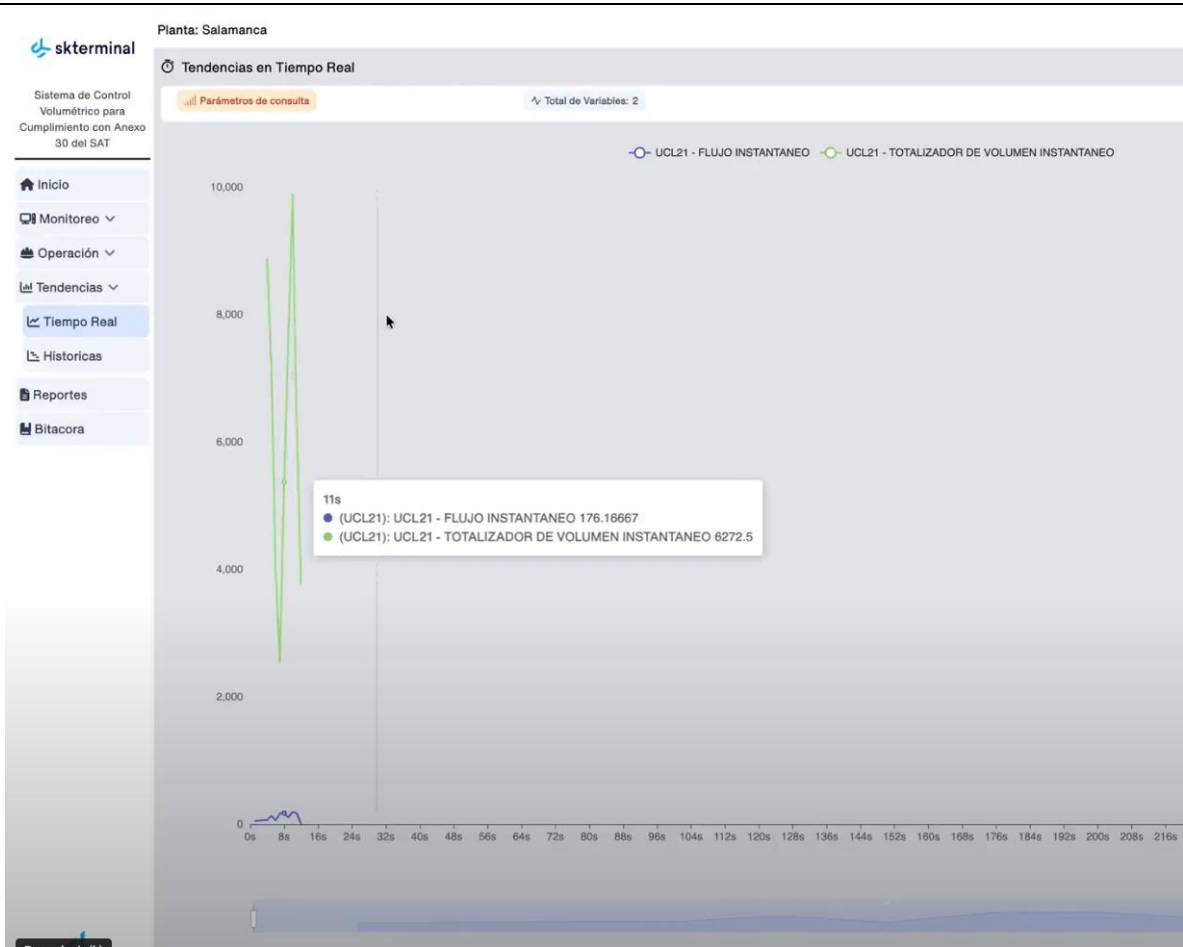 Planta: Salamanca
skterminal
Tendencias en Tiempo Real
Sistema de Control
Volumétrico para
Cumplimiento con Anexo
30 del SAT
Parámetros de consulta
Total de Variables: 2
UCL21 - FLUJO INSTANTANEO
UCL21 - TOTALIZADOR DE VOLUMEN INSTANTANEO
Inicio
Monitoreo
Operación
Tendencias
Tiempo Real
Historicas
Reportes
Bitacora
10,000
8,000
6,000
4,000
2,000
0
11s
(UCL21): UCL21 - FLUJO INSTANTANEO 176.16667
(UCL21): UCL21 - TOTALIZADOR DE VOLUMEN INSTANTANEO 6272.5
0s 8s 16s 24s 32s 40s 48s 56s 64s 72s 80s 88s 96s 104s 112s 120s 128s 136s 144s 152s 160s 168s 176s 184s 192s 200s 208s 216s